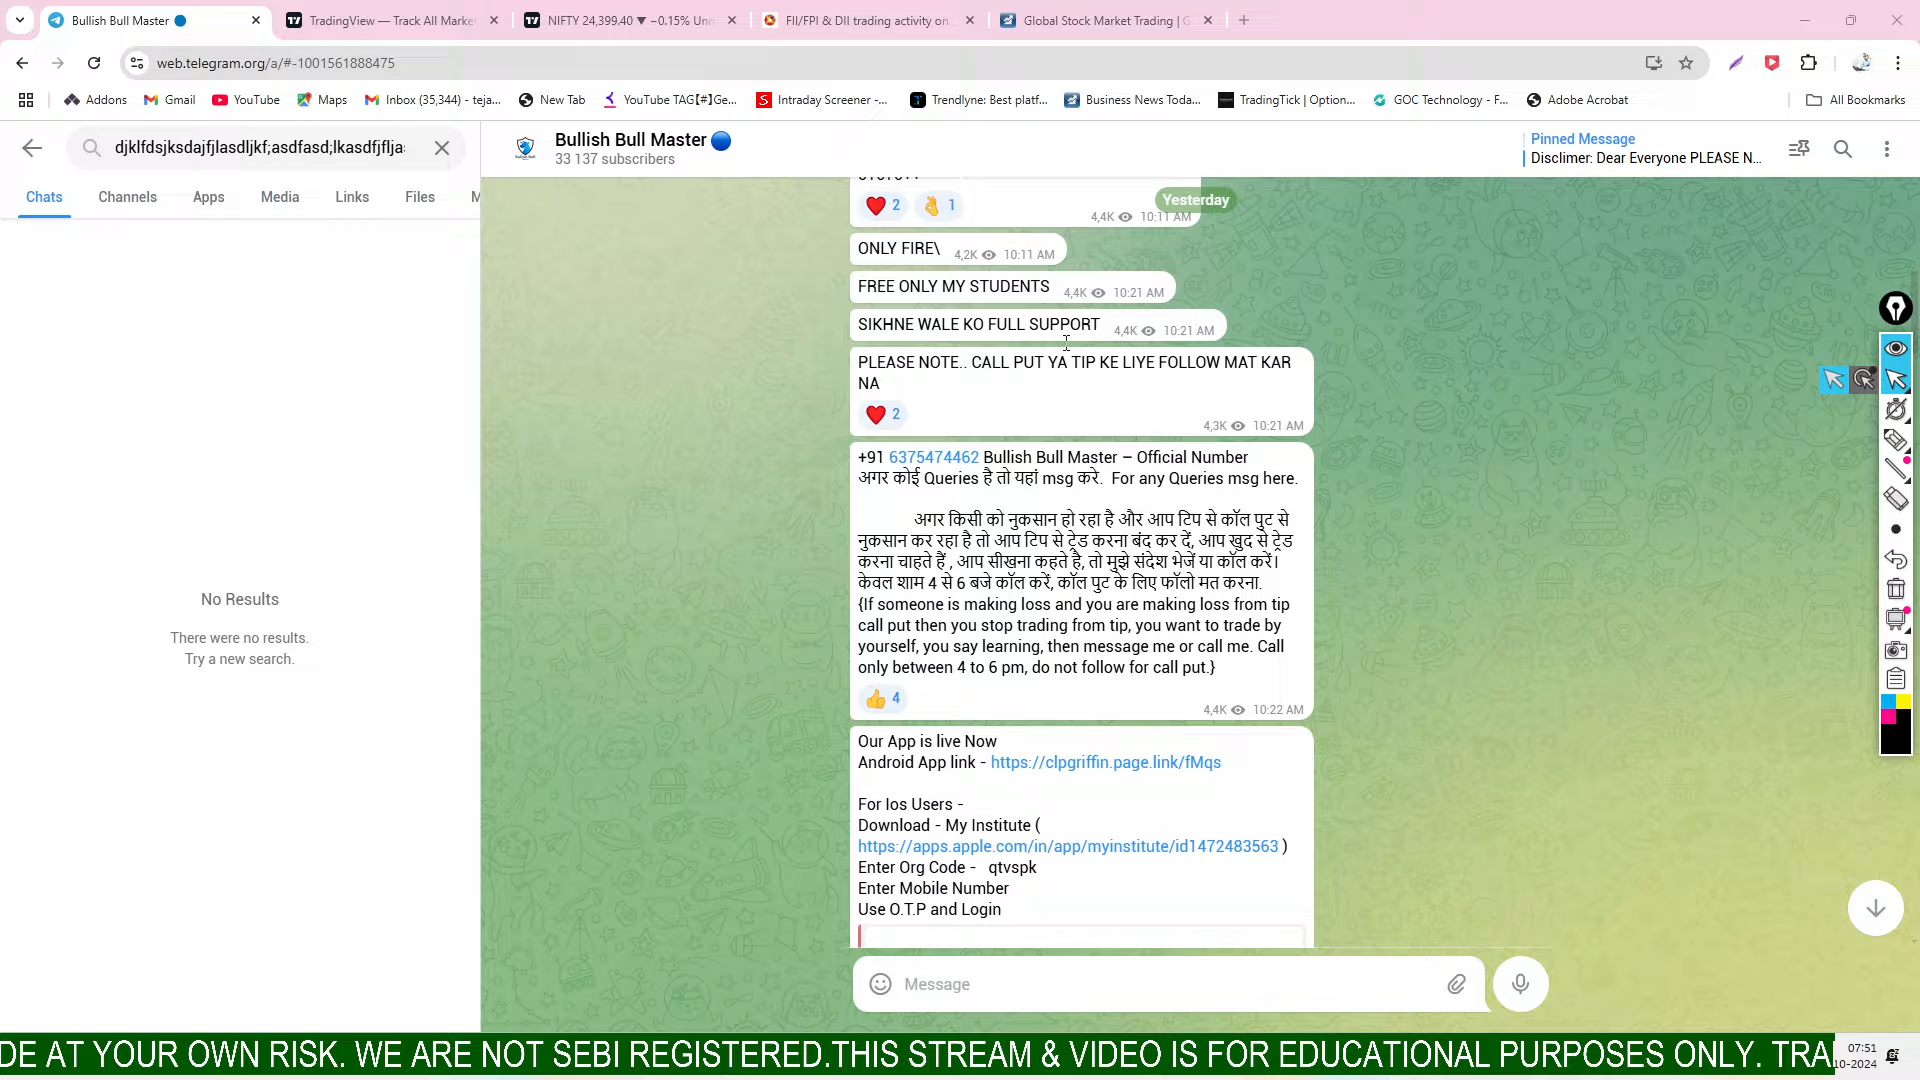 Bullish Bull Master
TradingView — Track All Marke
NIFTY 24,399.40 ▼ −0.15% Unn
FII/FPI & DII trading activity on
Global Stock Market Trading | G
web.telegram.org/a/#-1001561888475
Addons
Gmail
YouTube
Maps
Inbox (35,344) - teja...
New Tab
YouTube TAG【#】Ge...
Intraday Screener -...
Trendlyne: Best platf...
Business News Toda...
TradingTick | Option...
GOC Technology - F...
Adobe Acrobat
All Bookmarks
djklfdsjksdajfjlasdljkf;asdfasd;lkasdfjflja
Bullish Bull Master
33 137 subscribers
Pinned Message
Disclimer: Dear Everyone PLEASE N...
Chats
Channels
Apps
Media
Links
Files
M
No Results
There were no results.
Try a new search.
Yesterday
2
1
4,4K 10:11 AM
ONLY FIRE\ 4,2K 10:11 AM
FREE ONLY MY STUDENTS 4,4K 10:21 AM
SIKHNE WALE KO FULL SUPPORT 4,4K 10:21 AM
PLEASE NOTE.. CALL PUT YA TIP KE LIYE FOLLOW MAT KAR
NA
2
4,3K 10:21 AM
+91 6375474462 Bullish Bull Master – Official Number
अगर कोई Queries है तो यहां msg करे. For any Queries msg here.
अगर किसी को नुकसान हो रहा है और आप टिप से कॉल पुट से
नुकसान कर रहा है तो आप टिप से ट्रेड करना बंद कर दें, आप खुद से ट्रेड
करना चाहते हैं , आप सीखना कहते है, तो मुझे संदेश भेजें या कॉल करें।
केवल शाम 4 से 6 बजे कॉल करें, कॉल पुट के लिए फॉलो मत करना.
{If someone is making loss and you are making loss from tip
call put then you stop trading from tip, you want to trade by
yourself, you say learning, then message me or call me. Call
only between 4 to 6 pm, do not follow for call put.}
4
4,4K 10:22 AM
Our App is live Now
Android App link - https://clpgriffin.page.link/fMqs
For Ios Users -
Download - My Institute (
https://apps.apple.com/in/app/myinstitute/id1472483563 )
Enter Org Code - qtvspk
Enter Mobile Number
Use O.T.P and Login
Message
DE AT YOUR OWN RISK. WE ARE NOT SEBI REGISTERED.THIS STREAM & VIDEO IS FOR EDUCATIONAL PURPOSES ONLY. TRA
07:51
10-2024